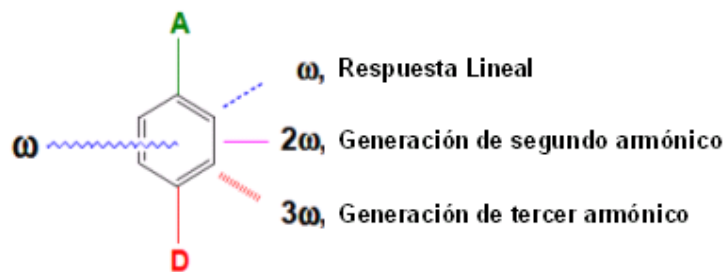 A
ω, Respuesta Lineal
ω
2ω, Generación de segundo armónico
3ω, Generación de tercer armónico
D